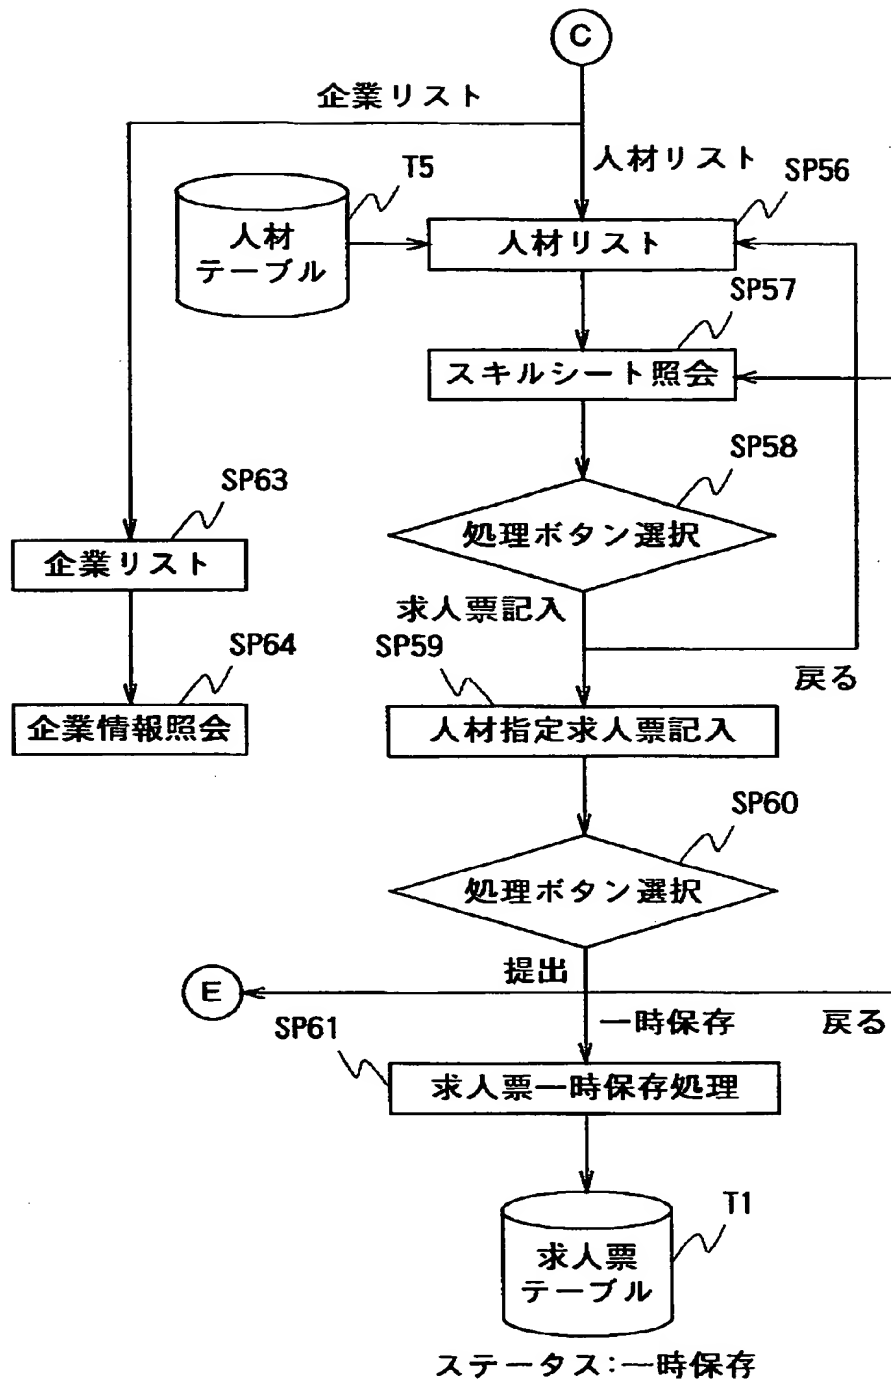 C
企業リスト
人材リスト
T5
SP56
人材
テーブル
人材リスト
SP57
スキルシート照会
SP58
処理ボタン選択
SP63
企業リスト
求人票記入
SP59
戻る
SP64
企業情報照会
人材指定求人票記入
SP60
処理ボタン選択
提出
E
一時保存
戻る
SP61
求人票一時保存処理
T1
求人票
テーブル
ステータス:一時保存